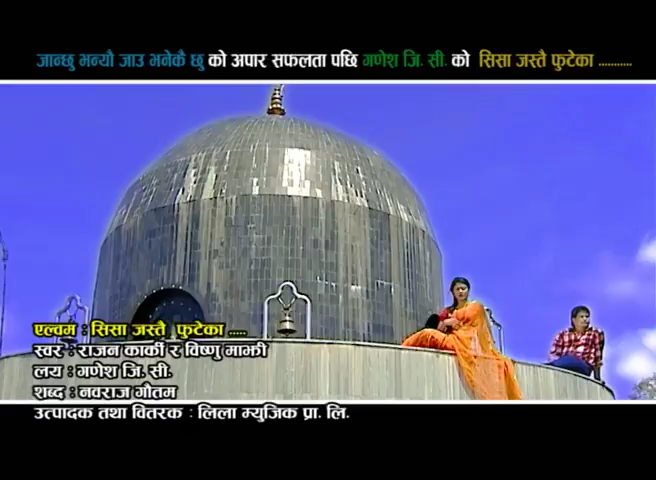 जान्छु भन्यौ जाउ भनेकै छु को अपार सफलता पछि गणेश जि. सी. को सिसा जस्तै फुटेका ...........
एल्वम : सिसा जस्तै फुटेका .....
स्वर : राजन कार्की र विष्णु माझी
लय : गणेश जि. सी.
शब्द : नवराज गौतम
उत्पादक तथा वितरक : लिला म्युजिक प्रा. लि.